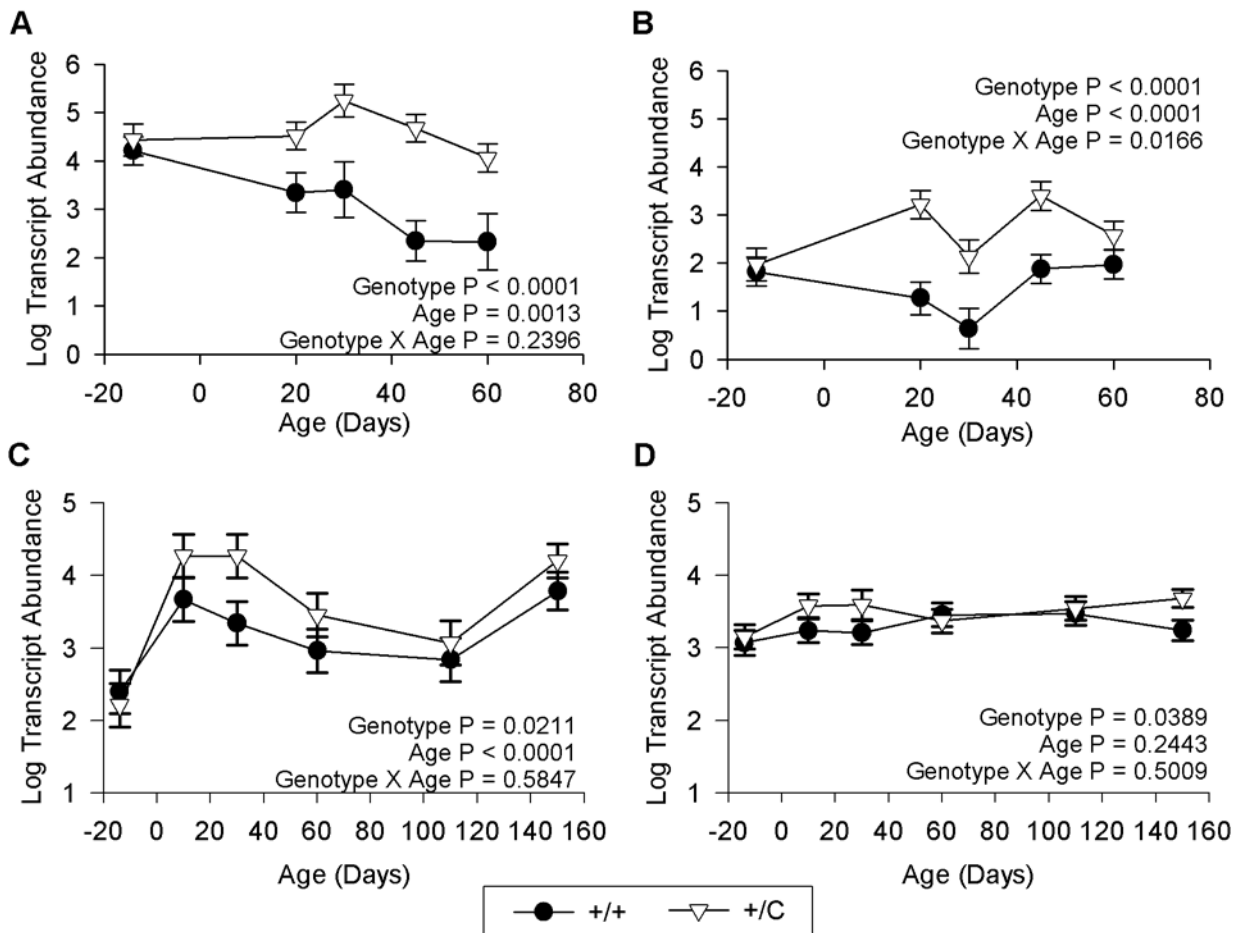 A
Log Transcript Abundance
6
5
4
3
2
1
0
Genotype P < 0.0001
Age P = 0.0013
Genotype X Age P = 0.2396
-20 0 20 40 60 80
Age (Days)
B
Log Transcript Abundance
6
5
4
3
2
1
0
Genotype P < 0.0001
Age P < 0.0001
Genotype X Age P = 0.0166
-20 0 20 40 60 80
Age (Days)
C
Log Transcript Abundance
5
4
3
2
1
Genotype P = 0.0211
Age P < 0.0001
Genotype X Age P = 0.5847
-20 0 20 40 60 80 100 120 140 160
Age (Days)
D
Log Transcript Abundance
5
4
3
2
1
Genotype P = 0.0389
Age P = 0.2443
Genotype X Age P = 0.5009
-20 0 20 40 60 80 100 120 140 160
Age (Days)
+/+ +/C